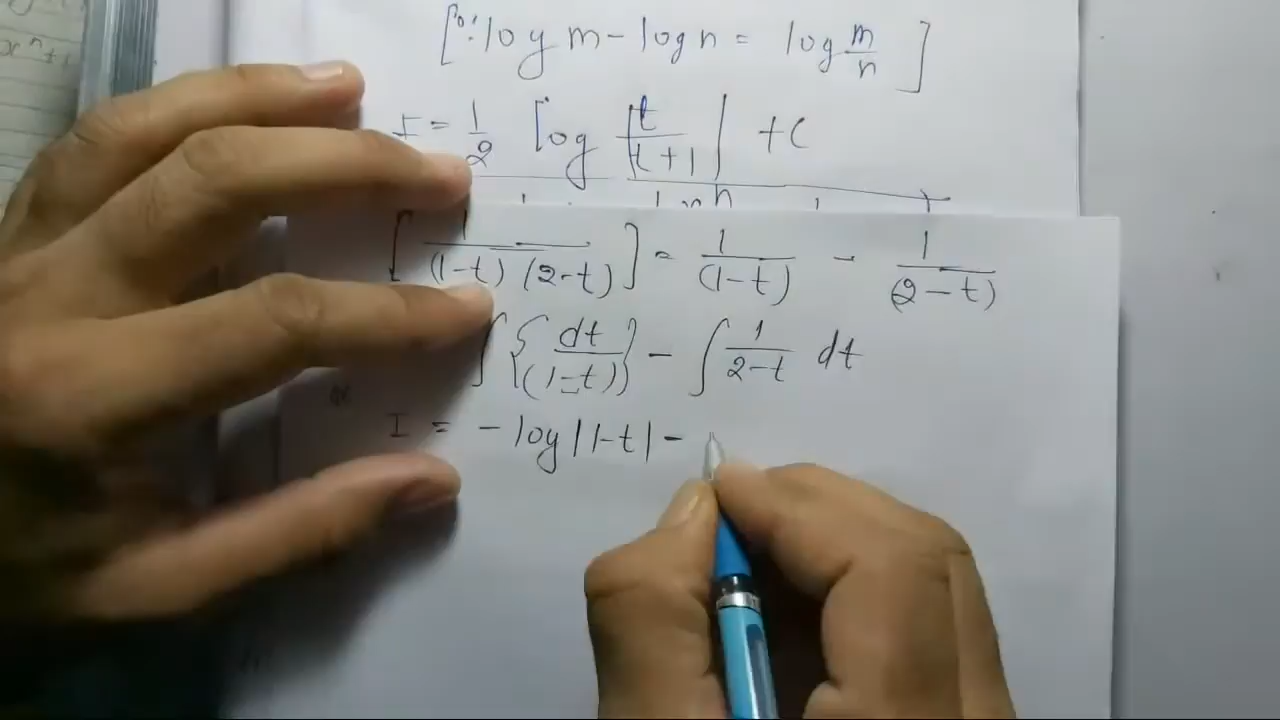 [∵ log m - log n = log m/n ]
I = 1/2 [log |t/t+1| + C
[1/(1-t) (2-t)] = 1/(1-t) - 1/(2-t)
∫ {dt/(1-t)} - ∫ 1/2-t dt
I = - log |1-t| -